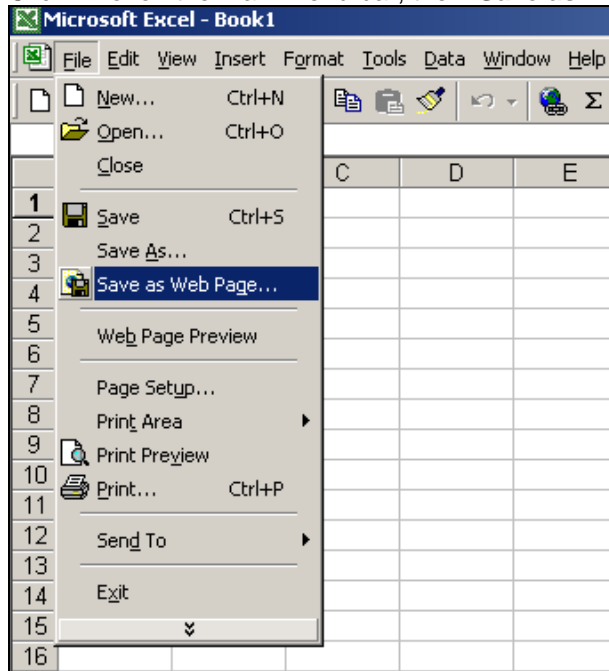 Microsoft Excel - Book1
File Edit View Insert Format Tools Data Window Help
New... Ctrl+N
Open... Ctrl+O
Close
Save Ctrl+S
Save As...
Save as Web Page...
Web Page Preview
Page Setup...
Print Area
Print Preview
Print... Ctrl+P
Send To
Exit
Σ
C D E
1
2
3
4
5
6
7
8
9
10
11
12
13
14
15
16